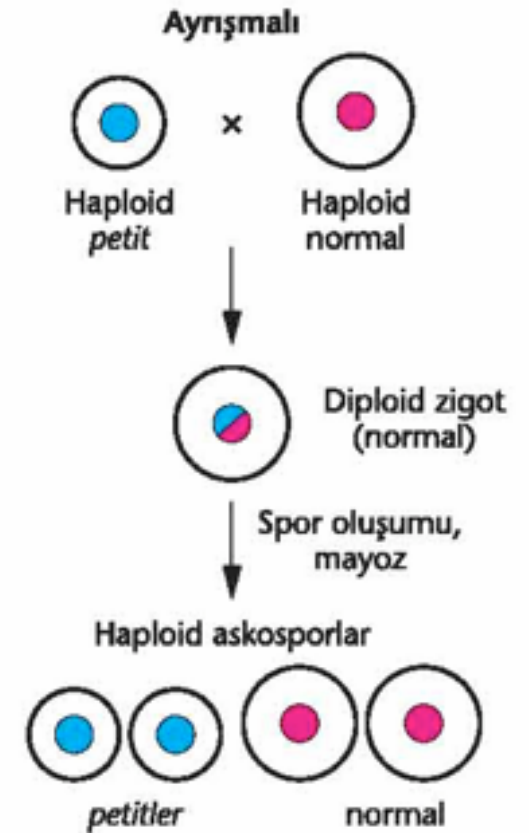 Ayrışmalı
×
Haploid
petit
Haploid
normal
Diploid zigot
(normal)
Spor oluşumu,
mayoz
Haploid askosporlar
petitler
normal